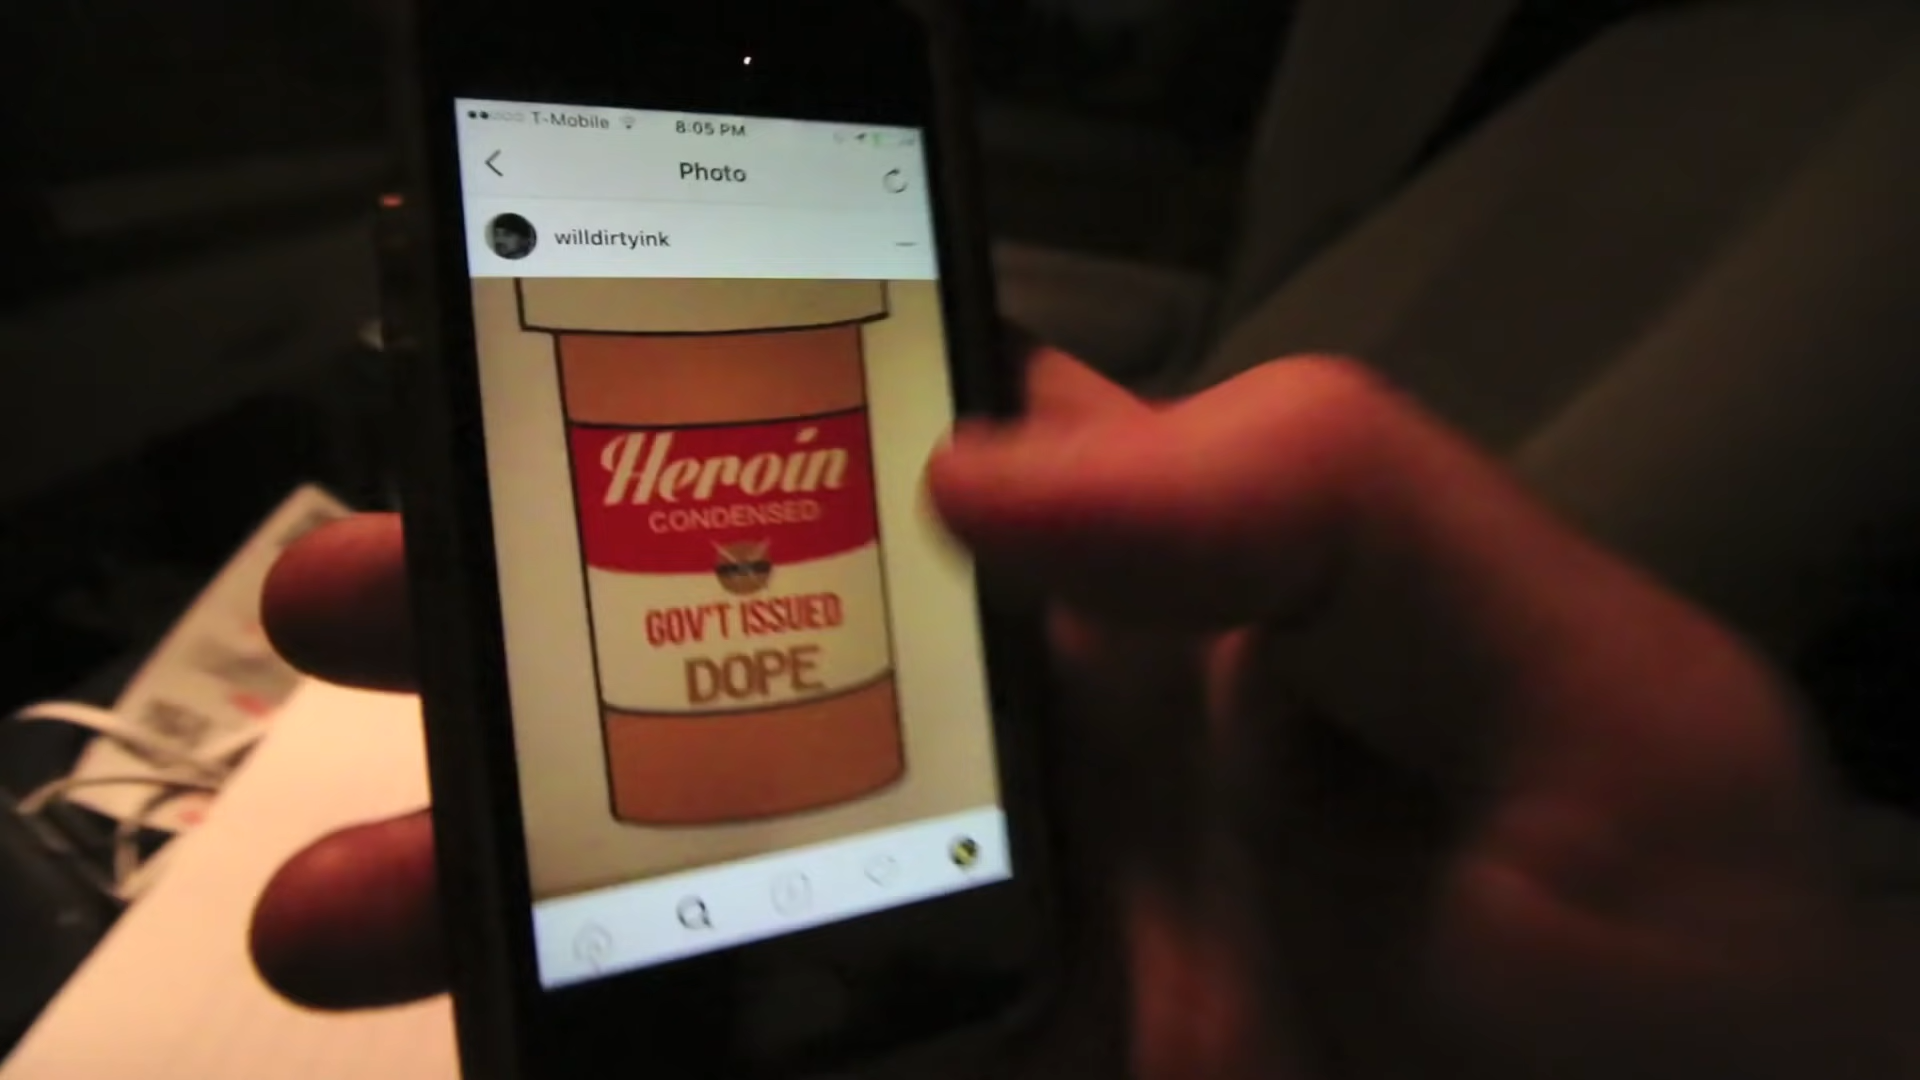 T-Mobile 8:05 PM
Photo
willdirtyink
Heroin
CONDENSED
GOV'T ISSUED
DOPE